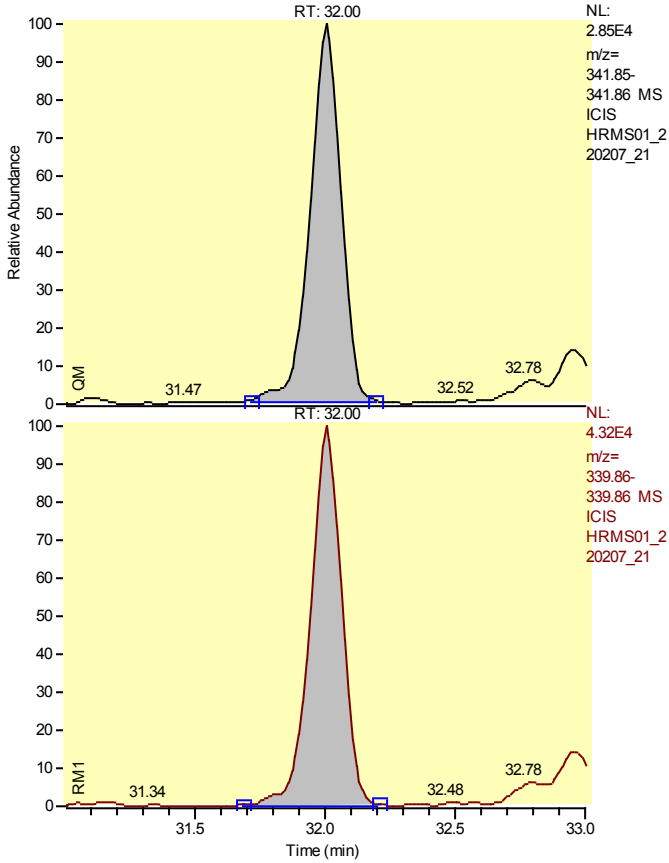 RT: 32.00
NL:
2.85E4
m/z=
341.85-
341.86 MS
ICIS
HRMS01_2
20207_21
100
90
80
70
60
50
40
30
20
10
0
Relative Abundance
QM
31.47
32.52
32.78
RT: 32.00
NL:
4.32E4
m/z=
339.86-
339.86 MS
ICIS
HRMS01_2
20207_21
100
90
80
70
60
50
40
30
20
10
0
RM1
31.34
32.48
32.78
31.5 32.0 32.5 33.0
Time (min)